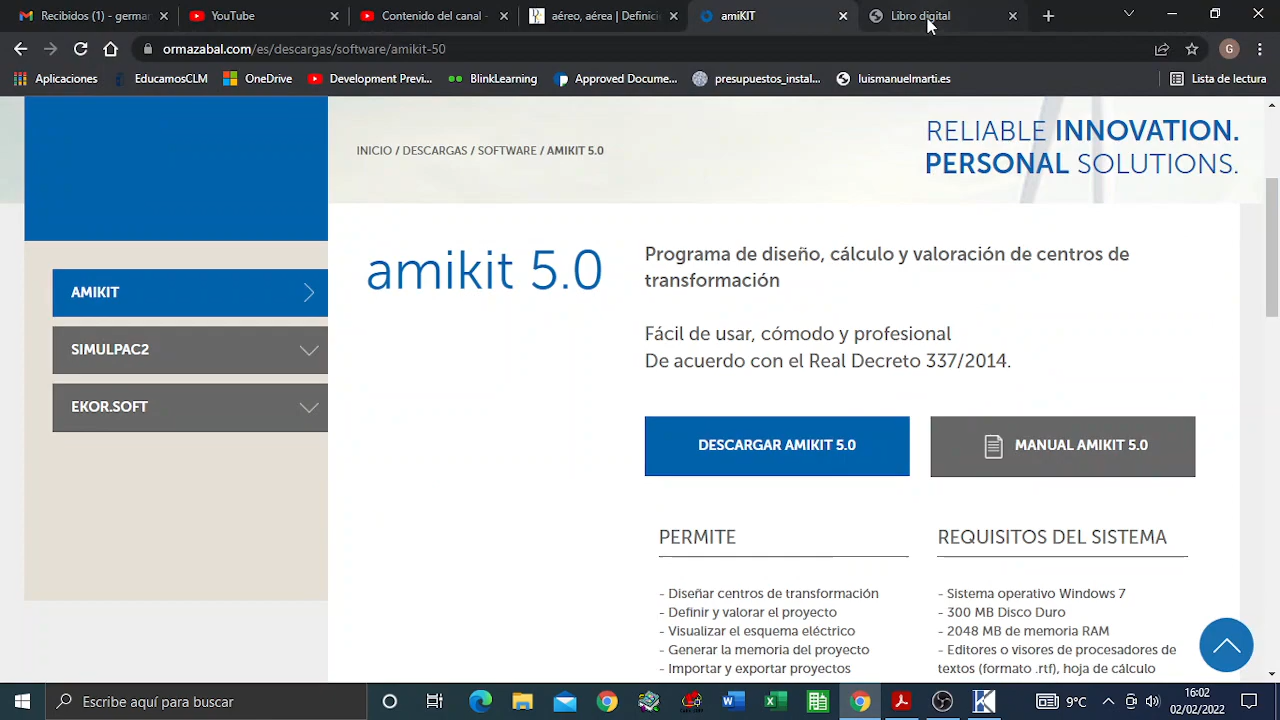 Recibidos (1) - germa
YouTube
Contenido del canal -
aéreo, aérea | Definici
amiKIT
Libro digital
ormazabal.com/es/descargas/software/amikit-50
G
Aplicaciones
EducamosCLM
OneDrive
Development Previ...
BlinkLearning
Approved Docume...
presupuestos_instal...
luismanuelmarti.es
Lista de lectura
RELIABLE INNOVATION.
PERSONAL SOLUTIONS.
INICIO / DESCARGAS / SOFTWARE / AMIKIT 5.0
AMIKIT
SIMULPAC2
EKOR.SOFT
amikit 5.0
Programa de diseño, cálculo y valoración de centros de
transformación
Fácil de usar, cómodo y profesional
De acuerdo con el Real Decreto 337/2014.
DESCARGAR AMIKIT 5.0
MANUAL AMIKIT 5.0
PERMITE
- Diseñar centros de transformación
- Definir y valorar el proyecto
- Visualizar el esquema eléctrico
- Generar la memoria del proyecto
- Importar y exportar proyectos
REQUISITOS DEL SISTEMA
- Sistema operativo Windows 7
- 300 MB Disco Duro
- 2048 MB de memoria RAM
- Editores o visores de procesadores de
textos (formato .rtf), hoja de cálculo
Escribe aquí para buscar
9°C
16:02
02/02/2022